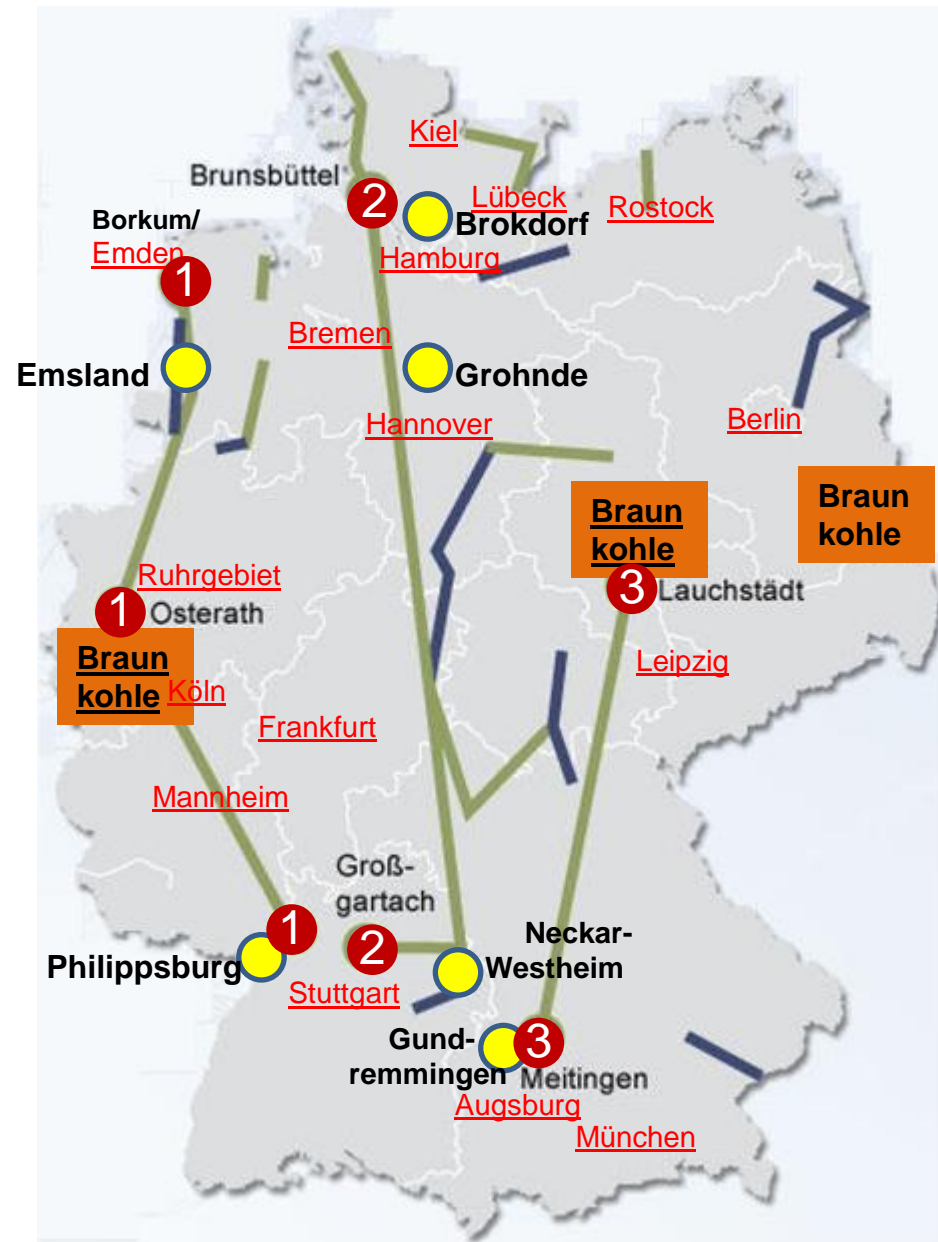 Kiel
Brunsbüttel
2
Lübeck
Rostock
Borkum/
Brokdorf
Emden
Hamburg
1
Bremen
Emsland
Grohnde
Hannover
Berlin
Braun
kohle
Braun
kohle
Ruhrgebiet
3
Lauchstädt
1
Osterath
Braun
kohle
Köln
Leipzig
Frankfurt
Mannheim
Groß-
gartach
1
2
Neckar-
Westheim
Philippsburg
Stuttgart
Gund-
remmingen
3
Meitingen
Augsburg
München